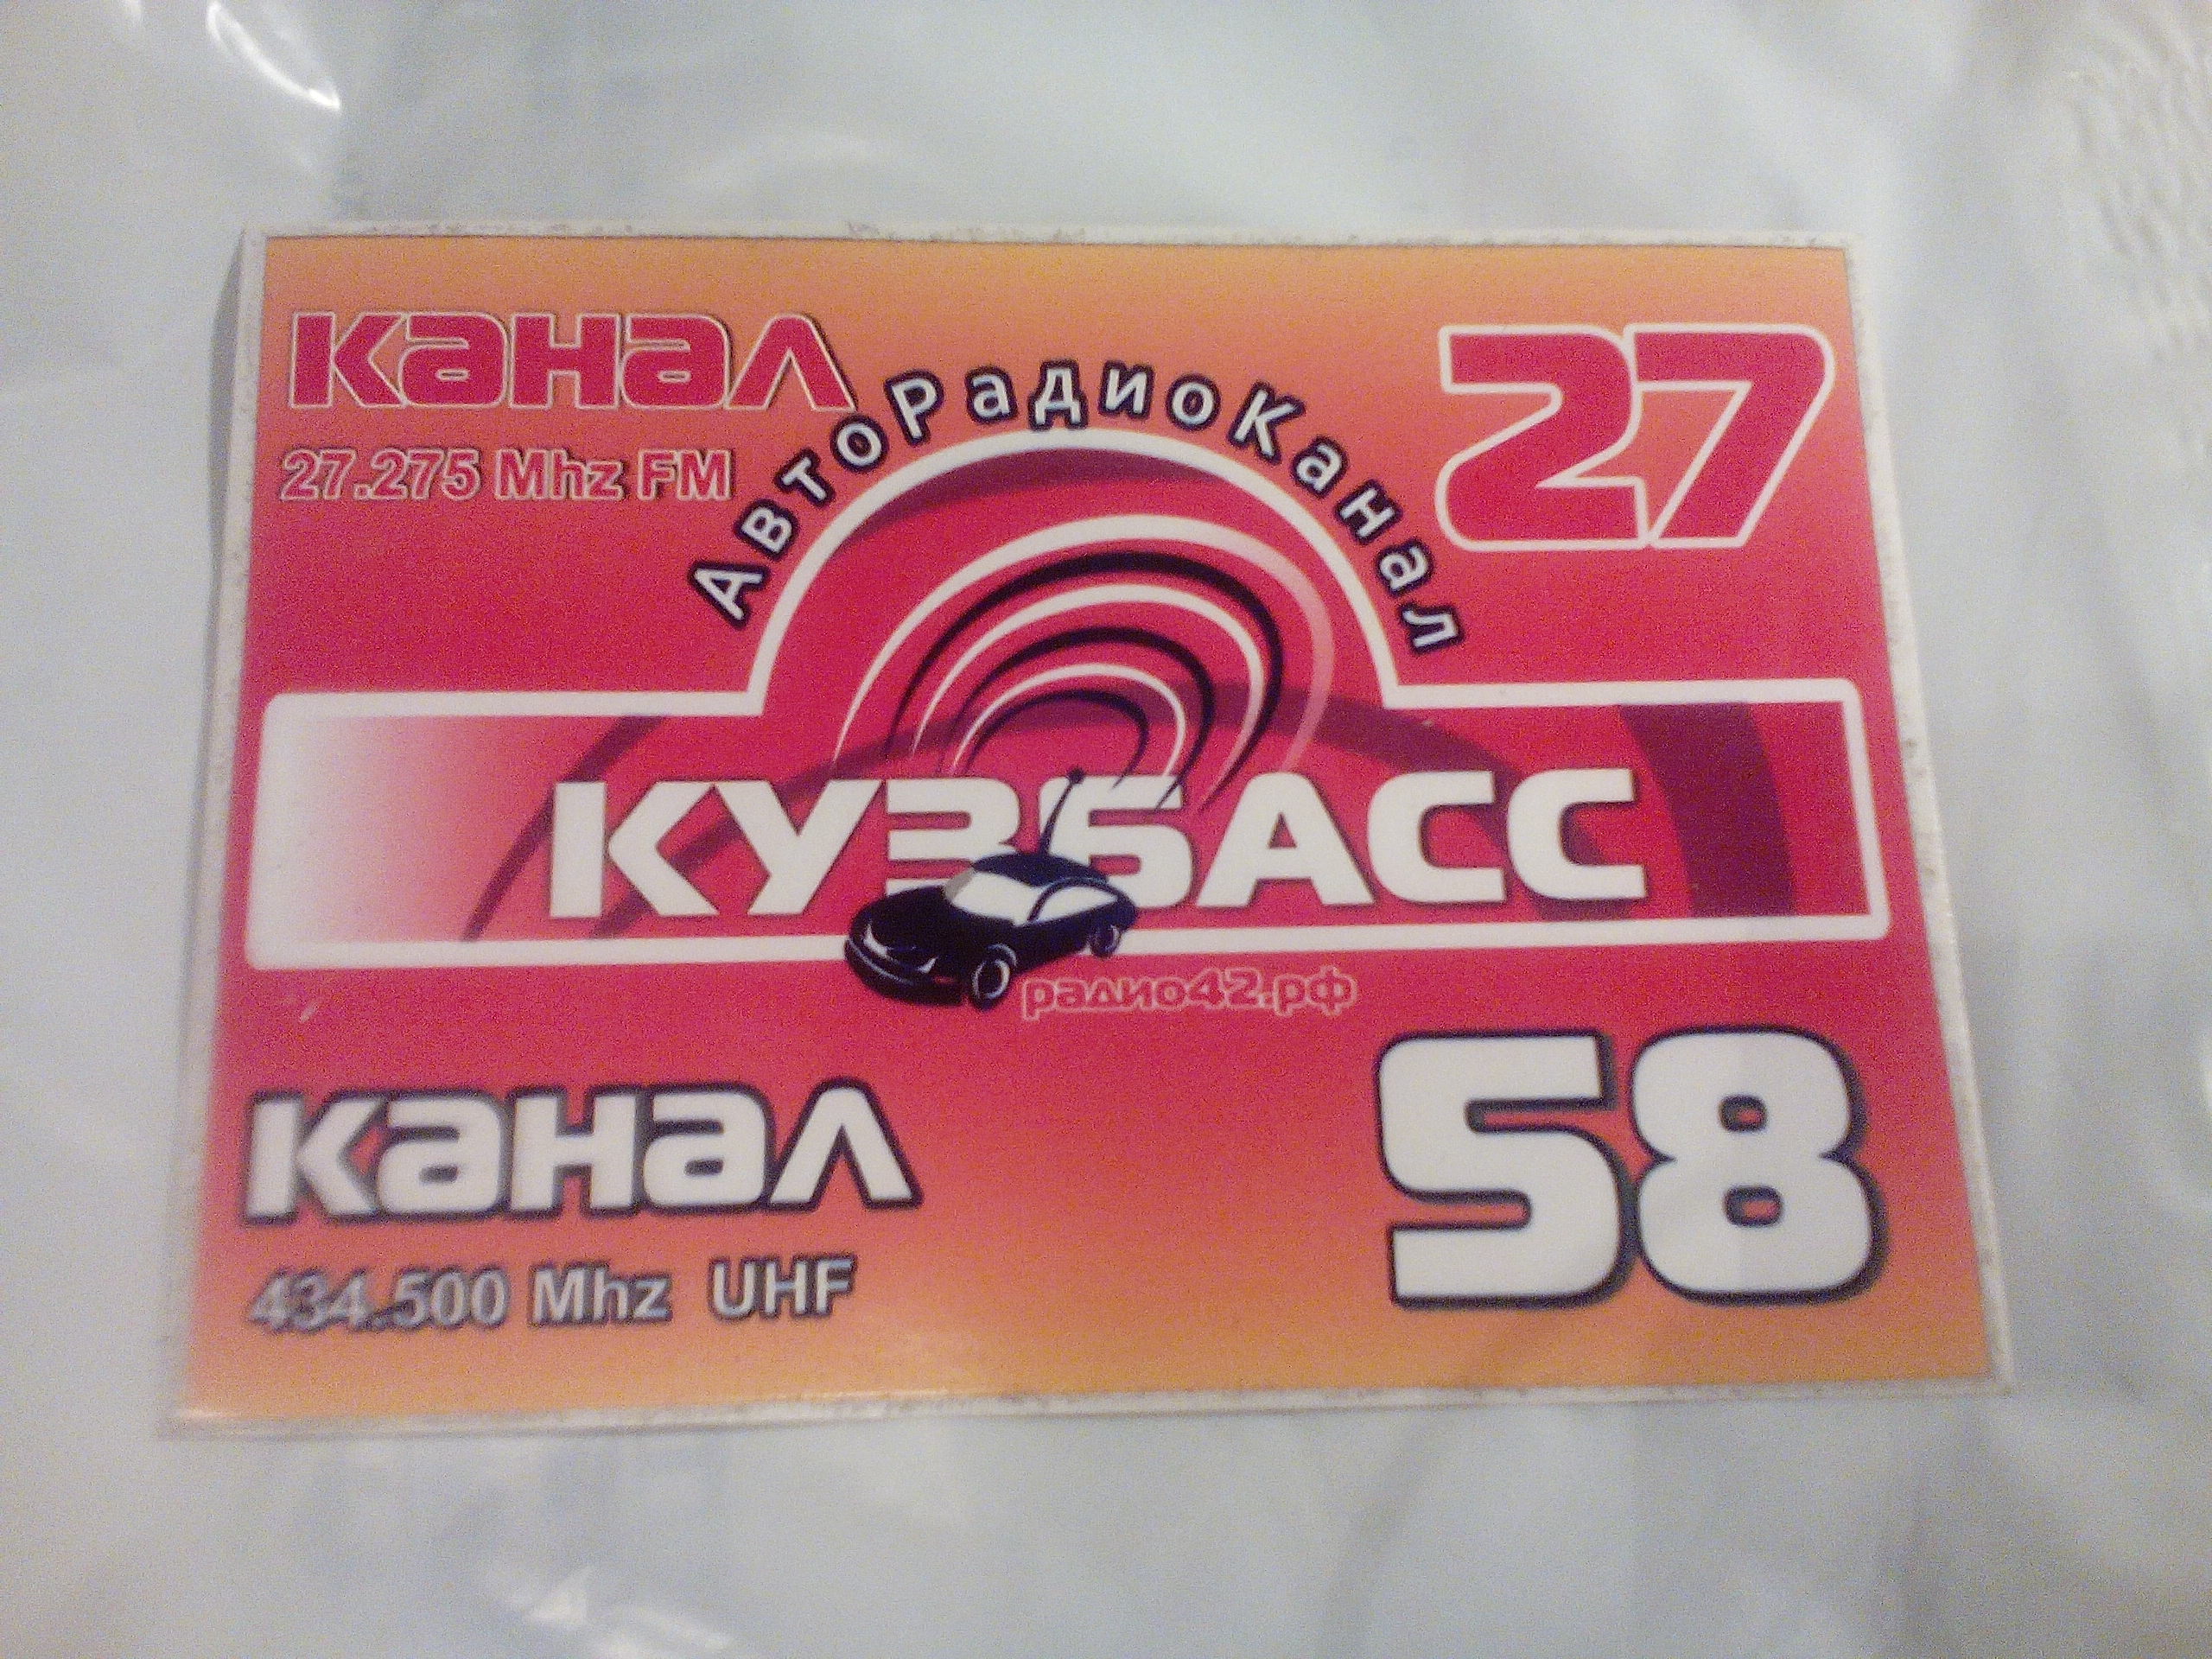 Канал
27
27.275 Mhz FM
АвтоРадиоКанал
КУЗБАСС
радио42.рф
Канал
58
434.500 Mhz UHF